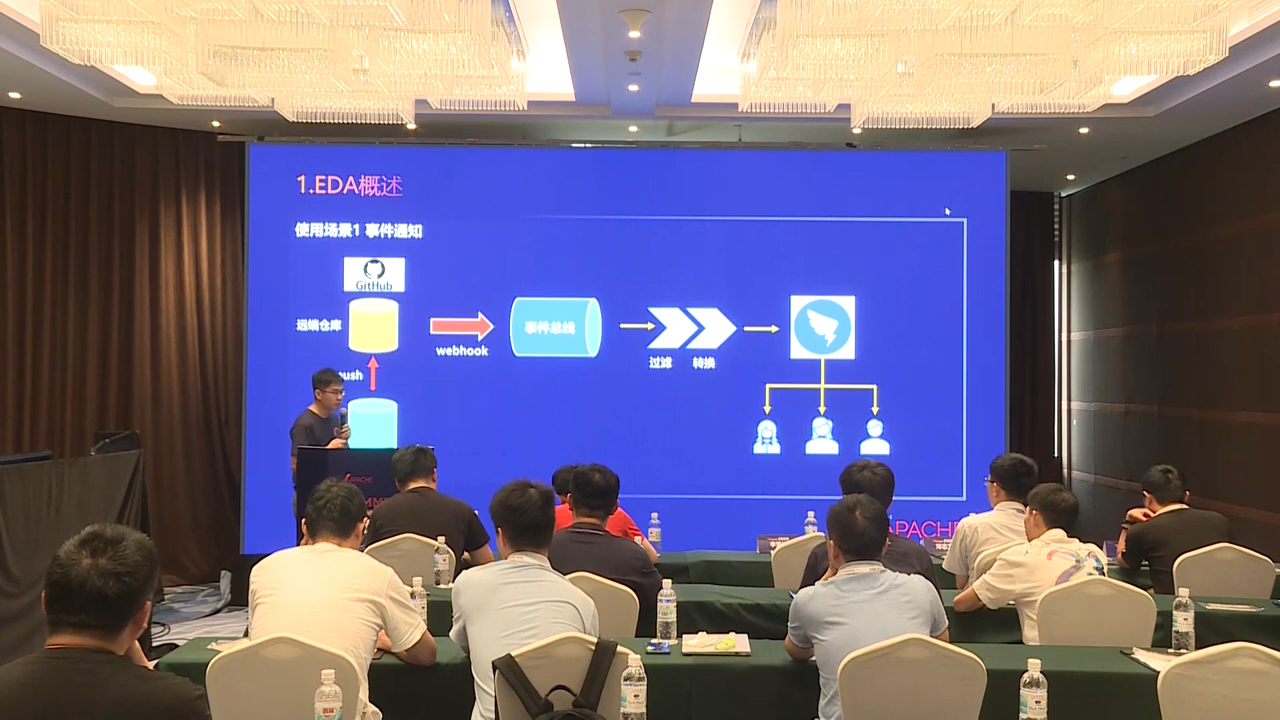 1.EDA概述
使用场景1 事件通知
GitHub
远端仓库
事件总线
webhook
过滤
转换
push
APACHE
APACHE